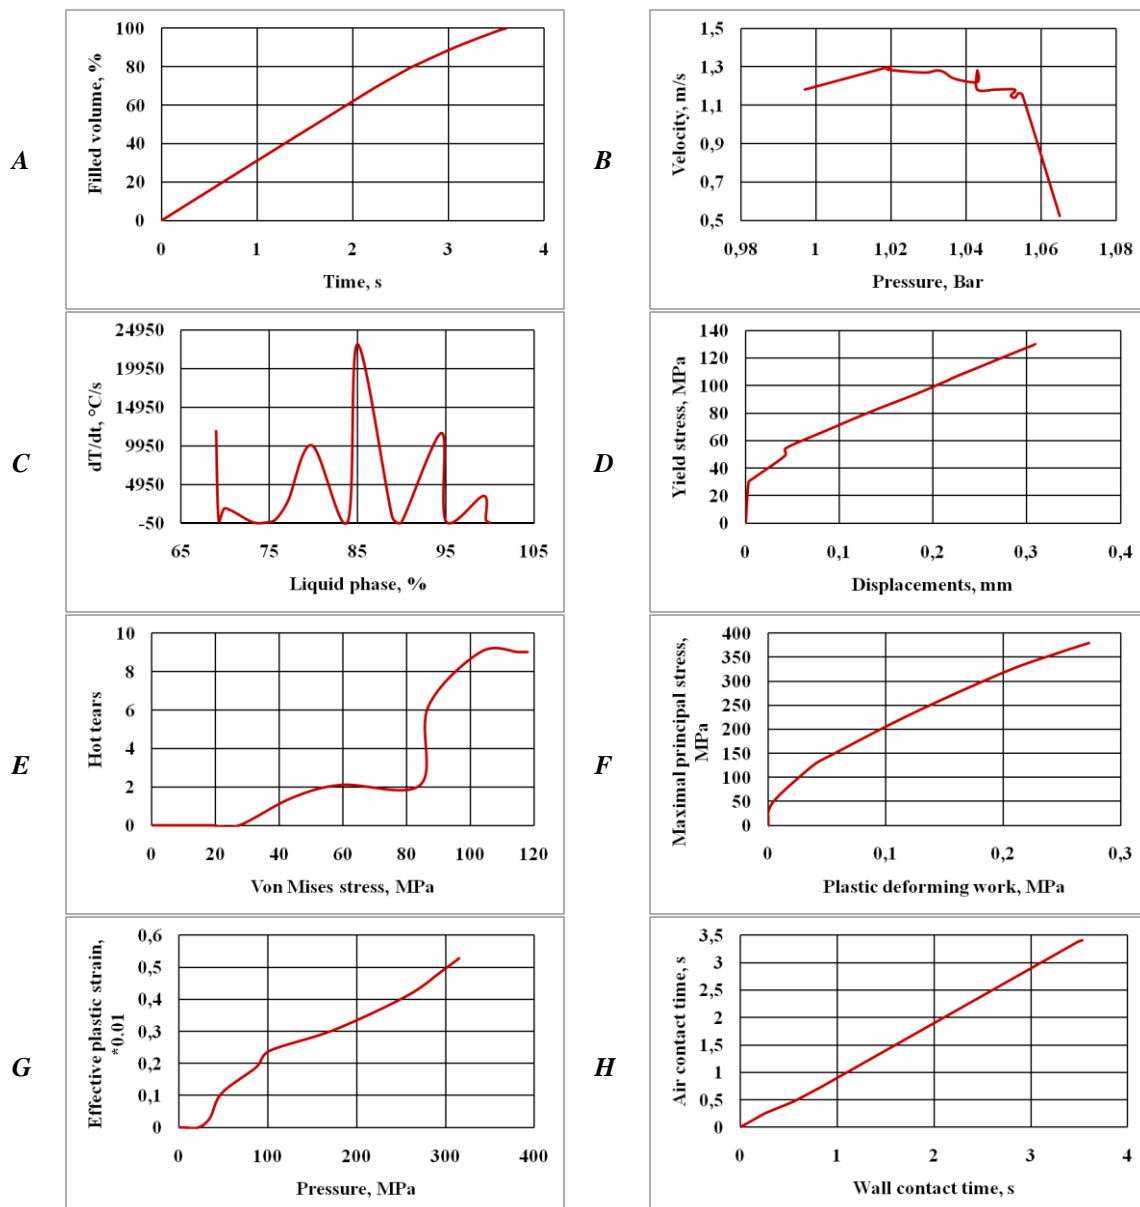 A
Filled volume, %
100
80
60
40
20
0
0 1 2 3 4
Time, s
B
Velocity, m/s
1,5
1,3
1,1
0,9
0,7
0,5
0,98 1 1,02 1,04 1,06 1,08
Pressure, Bar
C
dT/dt, °C/s
24950
19950
14950
9950
4950
-50
65 75 85 95 105
Liquid phase, %
D
Yield stress, MPa
140
120
100
80
60
40
20
0
0 0,1 0,2 0,3 0,4
Displacements, mm
E
Hot tears
10
8
6
4
2
0
0 20 40 60 80 100 120
Von Mises stress, MPa
F
Maximal principal stress,
MPa
400
350
300
250
200
150
100
50
0
0 0,1 0,2 0,3
Plastic deforming work, MPa
G
Effective plastic strain,
*0.01
0,6
0,5
0,4
0,3
0,2
0,1
0
0 100 200 300 400
Pressure, MPa
H
Air contact time, s
3,5
3
2,5
2
1,5
1
0,5
0
0 1 2 3 4
Wall contact time, s